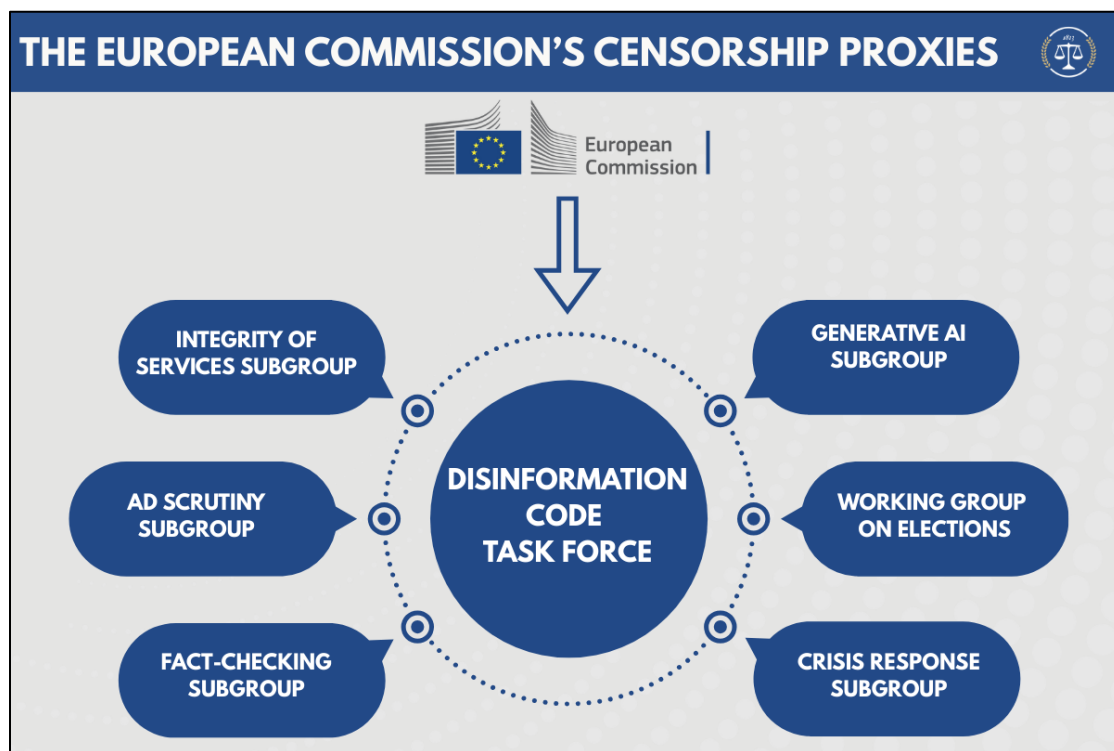 THE EUROPEAN COMMISSION'S CENSORSHIP PROXIES
1813
European
Commission
INTEGRITY OF
SERVICES SUBGROUP
GENERATIVE AI
SUBGROUP
AD SCRUTINY
SUBGROUP
DISINFORMATION
CODE
TASK FORCE
WORKING GROUP
ON ELECTIONS
FACT-CHECKING
SUBGROUP
CRISIS RESPONSE
SUBGROUP